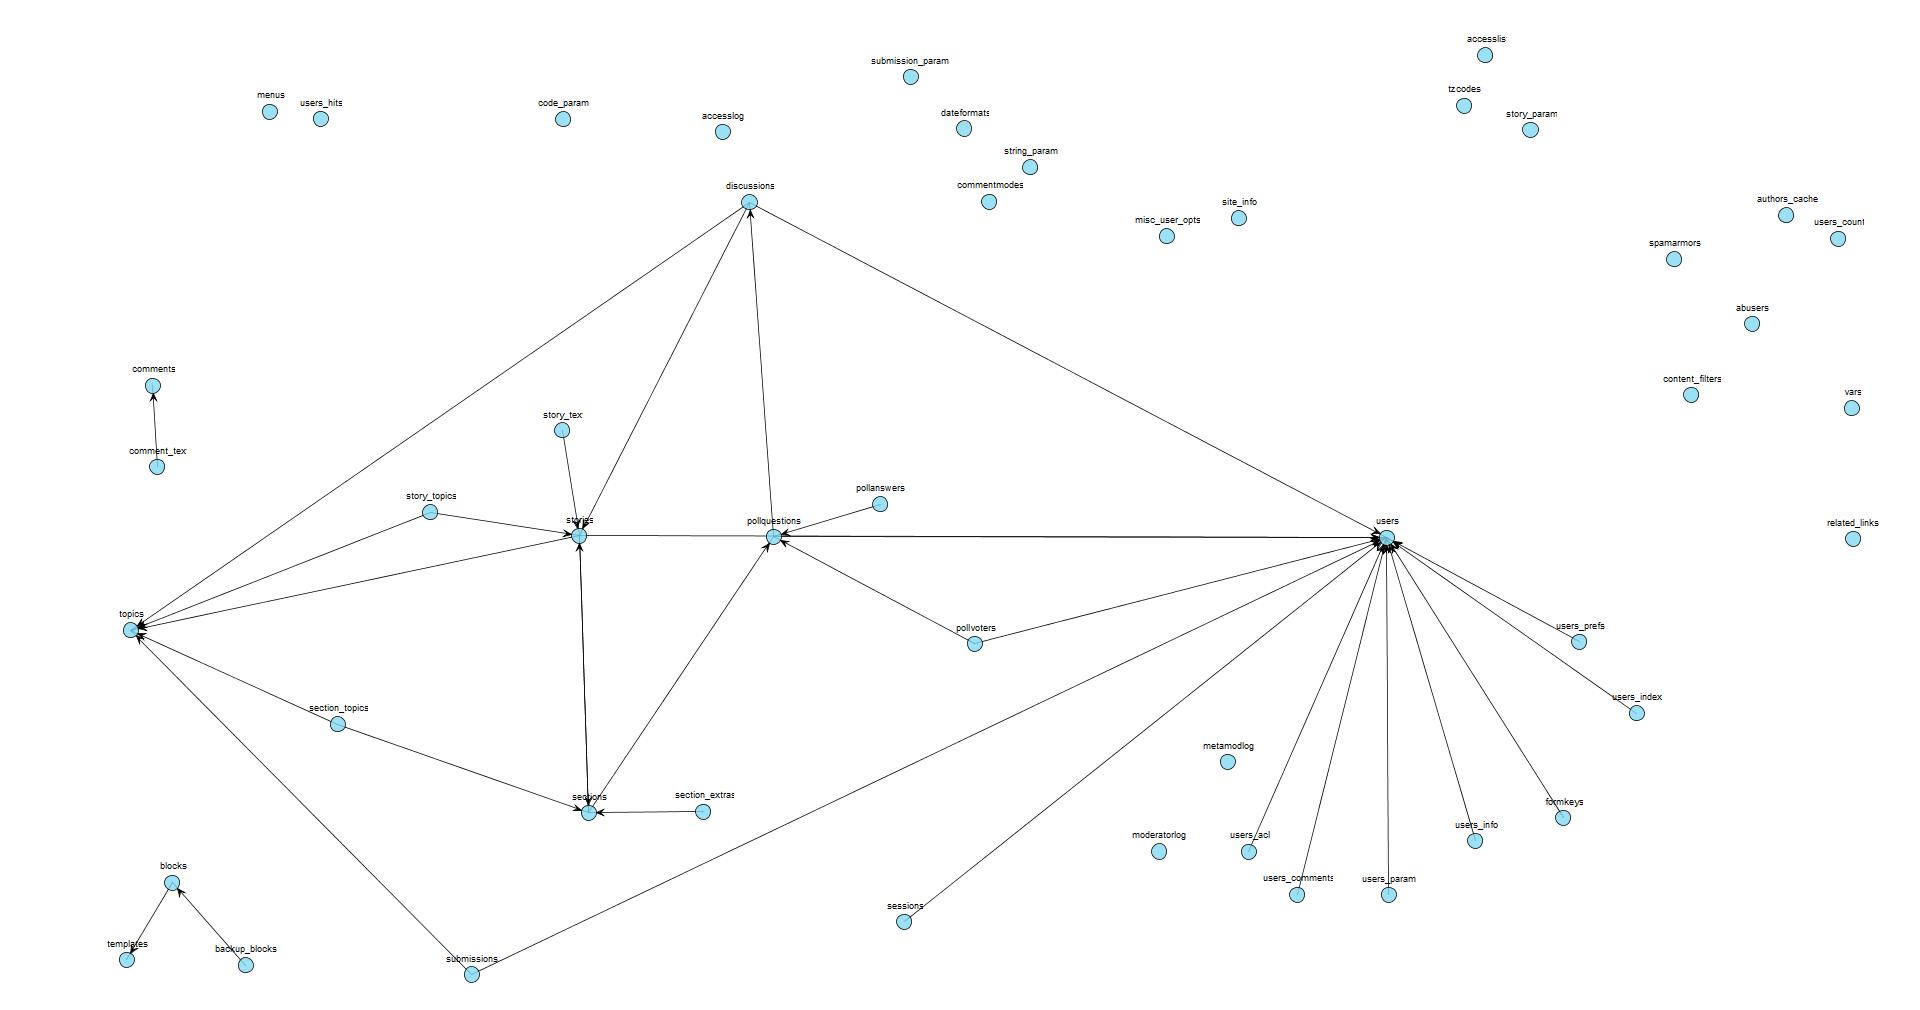 accesslis
submission_param
tzcodes
menus
users_hits
code_param
accesslog
dateformats
story_param
string_param
discussions
commentmodes
misc_user_opts
site_info
authors_cache
users_count
spamarmors
abusers
comments
content_filters
vars
story_tex
comment_tex
story_topics
pollanswers
stories
pollquestions
users
related_links
topics
pollvoters
users_prefs
users_index
section_topics
metamodlog
sections
section_extras
formkeys
users_info
moderatorlog
users_acl
blocks
users_comments
users_param
sessions
templates
backup_blocks
submissions